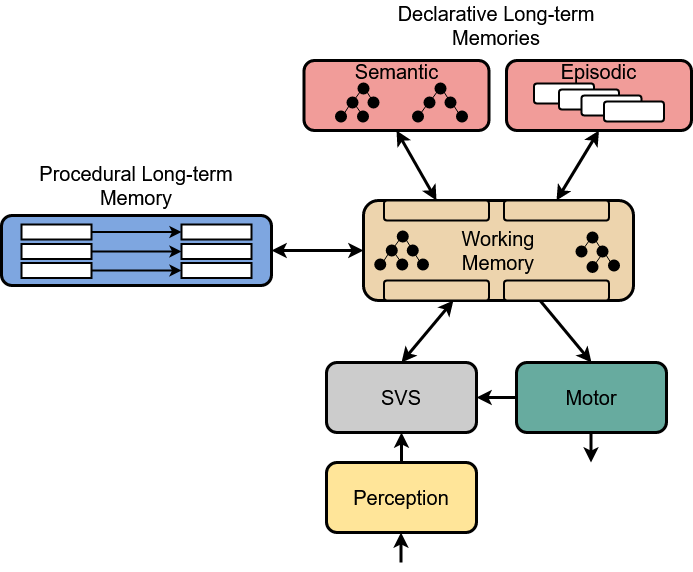 Declarative Long-term
Memories
Semantic
Episodic
Procedural Long-term
Memory
Working
Memory
SVS
Motor
Perception